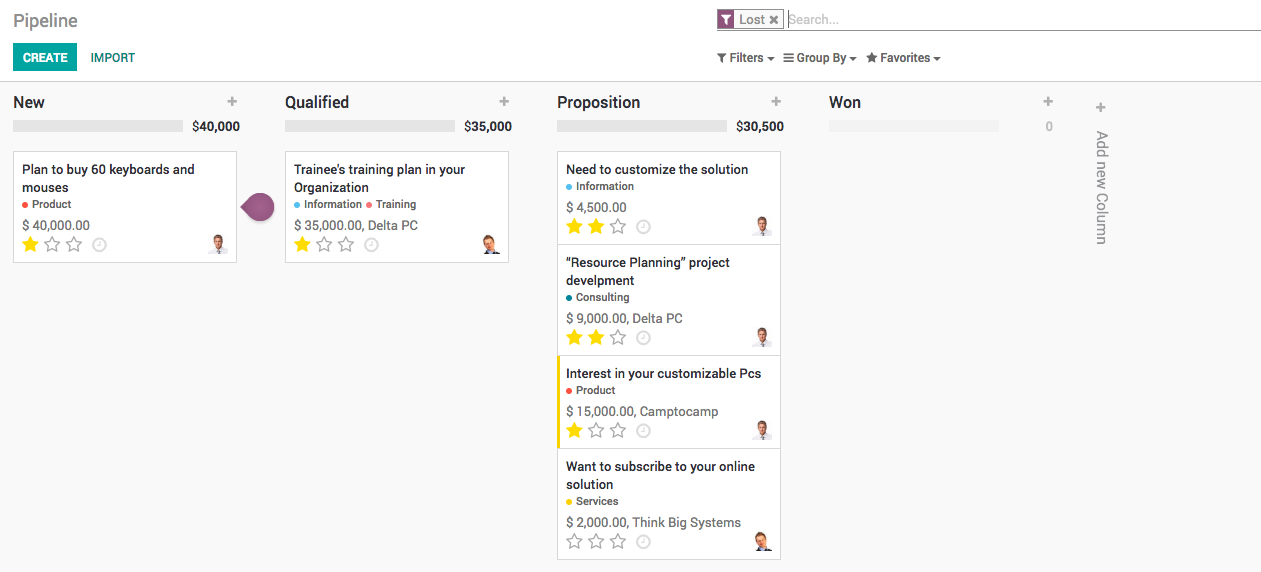 Pipeline
Lost ✖ Search...
CREATE IMPORT
Filters Group By Favorites
New +
$40,000
Plan to buy 60 keyboards and
mouses
Product
$ 40,000.00
Qualified +
$35,000
Trainee's training plan in your
Organization
Information Training
$ 35,000.00, Delta PC
Proposition +
$30,500
Need to customize the solution
Information
$ 4,500.00
“Resource Planning” project
develpment
Consulting
$ 9,000.00, Delta PC
Interest in your customizable Pcs
Product
$ 15,000.00, Camptocamp
Want to subscribe to your online
solution
Services
$ 2,000.00, Think Big Systems
Won +
0
+
Add new Column